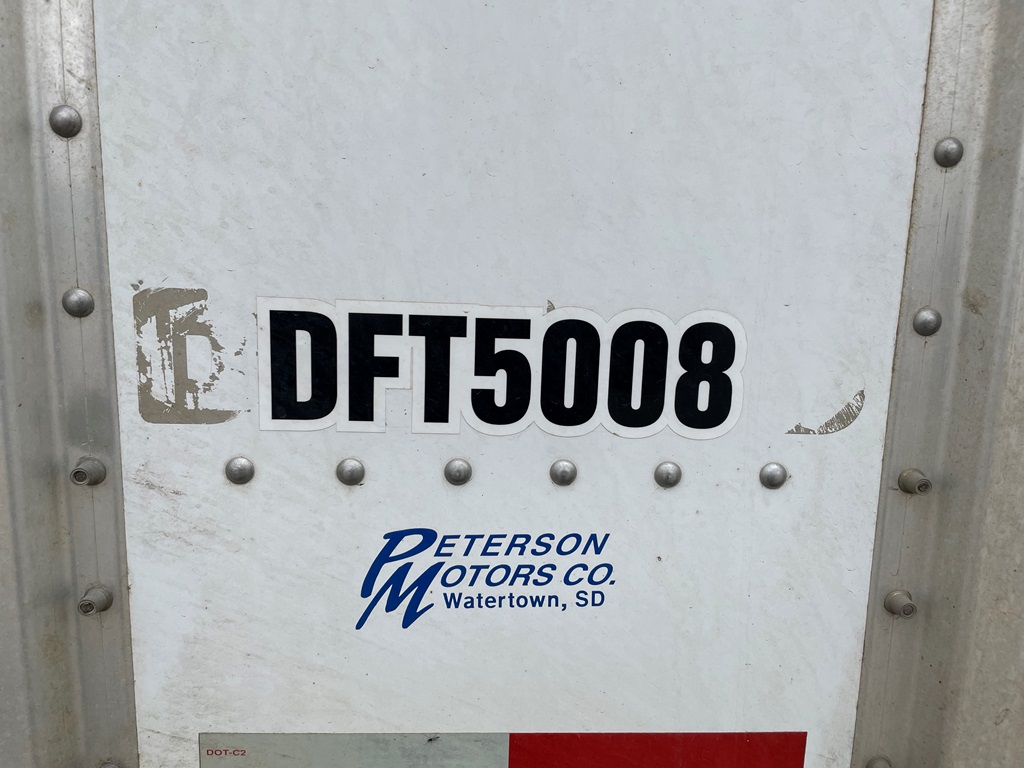 DFT5008
PETERSON
MOTORS CO.
Watertown, SD
DOT-C2